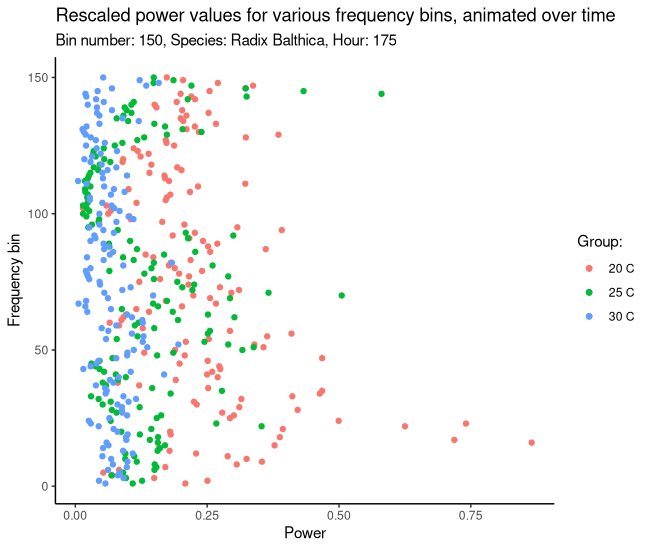 Rescaled power values for various frequency bins, animated over time
Bin number: 150, Species: Radix Balthica, Hour: 175
150
100
50
0
Frequency bin
0.00 0.25 0.50 0.75
Power
Group:
20 C
25 C
30 C